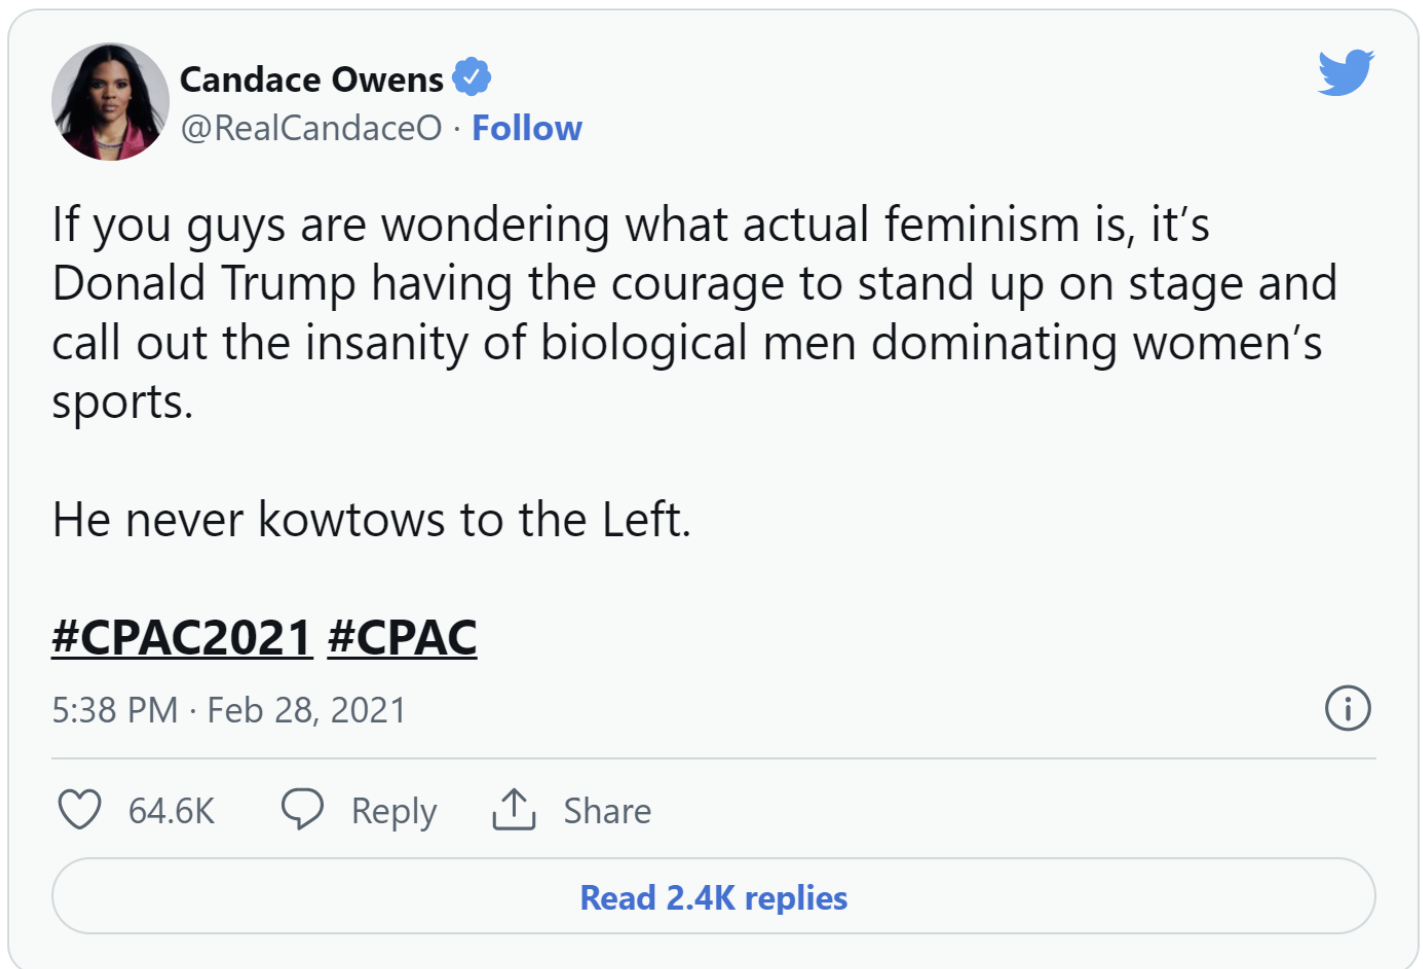 Candace Owens
@RealCandaceO · Follow
If you guys are wondering what actual feminism is, it’s
Donald Trump having the courage to stand up on stage and
call out the insanity of biological men dominating women’s
sports.
He never kowtows to the Left.
#CPAC2021 #CPAC
5:38 PM · Feb 28, 2021
64.6K Reply Share
Read 2.4K replies